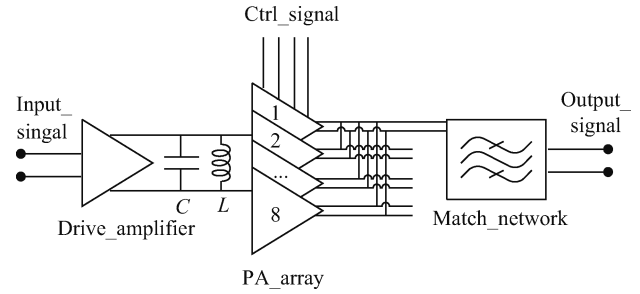 Ctrl_signal
Input_
singal
Output_
signal
1
2
...
8
C
L
Drive_amplifier
Match_network
PA_array